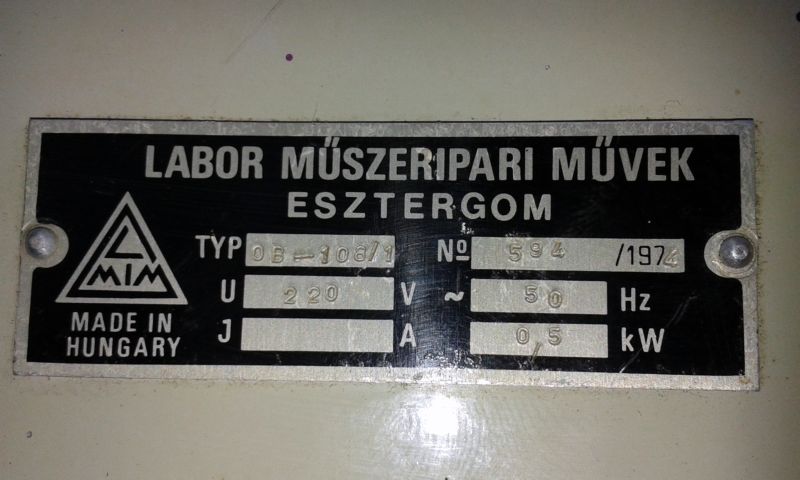 LABOR MŰSZERIPARI MŰVEK
ESZTERGOM
LMIM
MADE IN
HUNGARY
TYP OB-108/1 № 594 /1974
U 220 V ~ 50 Hz
J A 0,5 kW